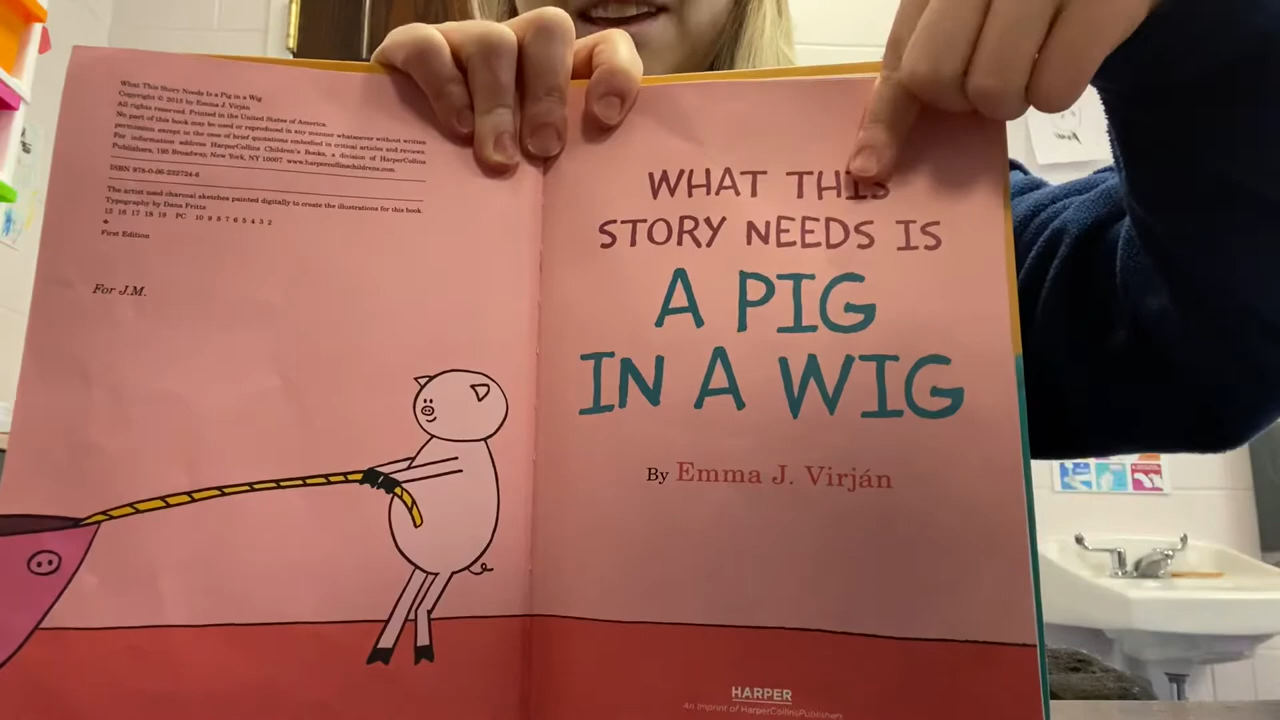 What This Story Needs Is a Pig in a Wig
Copyright © 2015 by Emma J. Virján
All rights reserved. Printed in the United States of America.
No part of this book may be used or reproduced in any manner whatsoever without written
permission except in the case of brief quotations embodied in critical articles and reviews.
For information address HarperCollins Children's Books, a division of HarperCollins
Publishers, 195 Broadway, New York, NY 10007. www.harpercollinschildrens.com
ISBN 978-0-06-232724-6
The artist used charcoal sketches painted digitally to create the illustrations for this book.
Typography by Dana Fritts
15 16 17 18 19 PC 10 9 8 7 6 5 4 3 2
First Edition
For J.M.
WHAT THIS
STORY NEEDS IS
A PIG
IN A WIG
By Emma J. Virján
HARPER
An Imprint of HarperCollinsPublishers